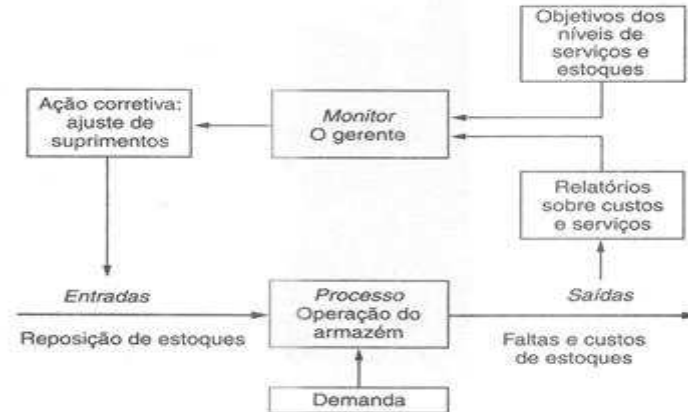 Objetivos dos
níveis de
serviços e
estoques
Ação corretiva:
ajuste de
suprimentos
Monitor
O gerente
Relatórios
sobre custos
e serviços
Entradas
Reposição de estoques
Processo
Operação do
armazém
Saídas
Faltas e custos
de estoques
Demanda